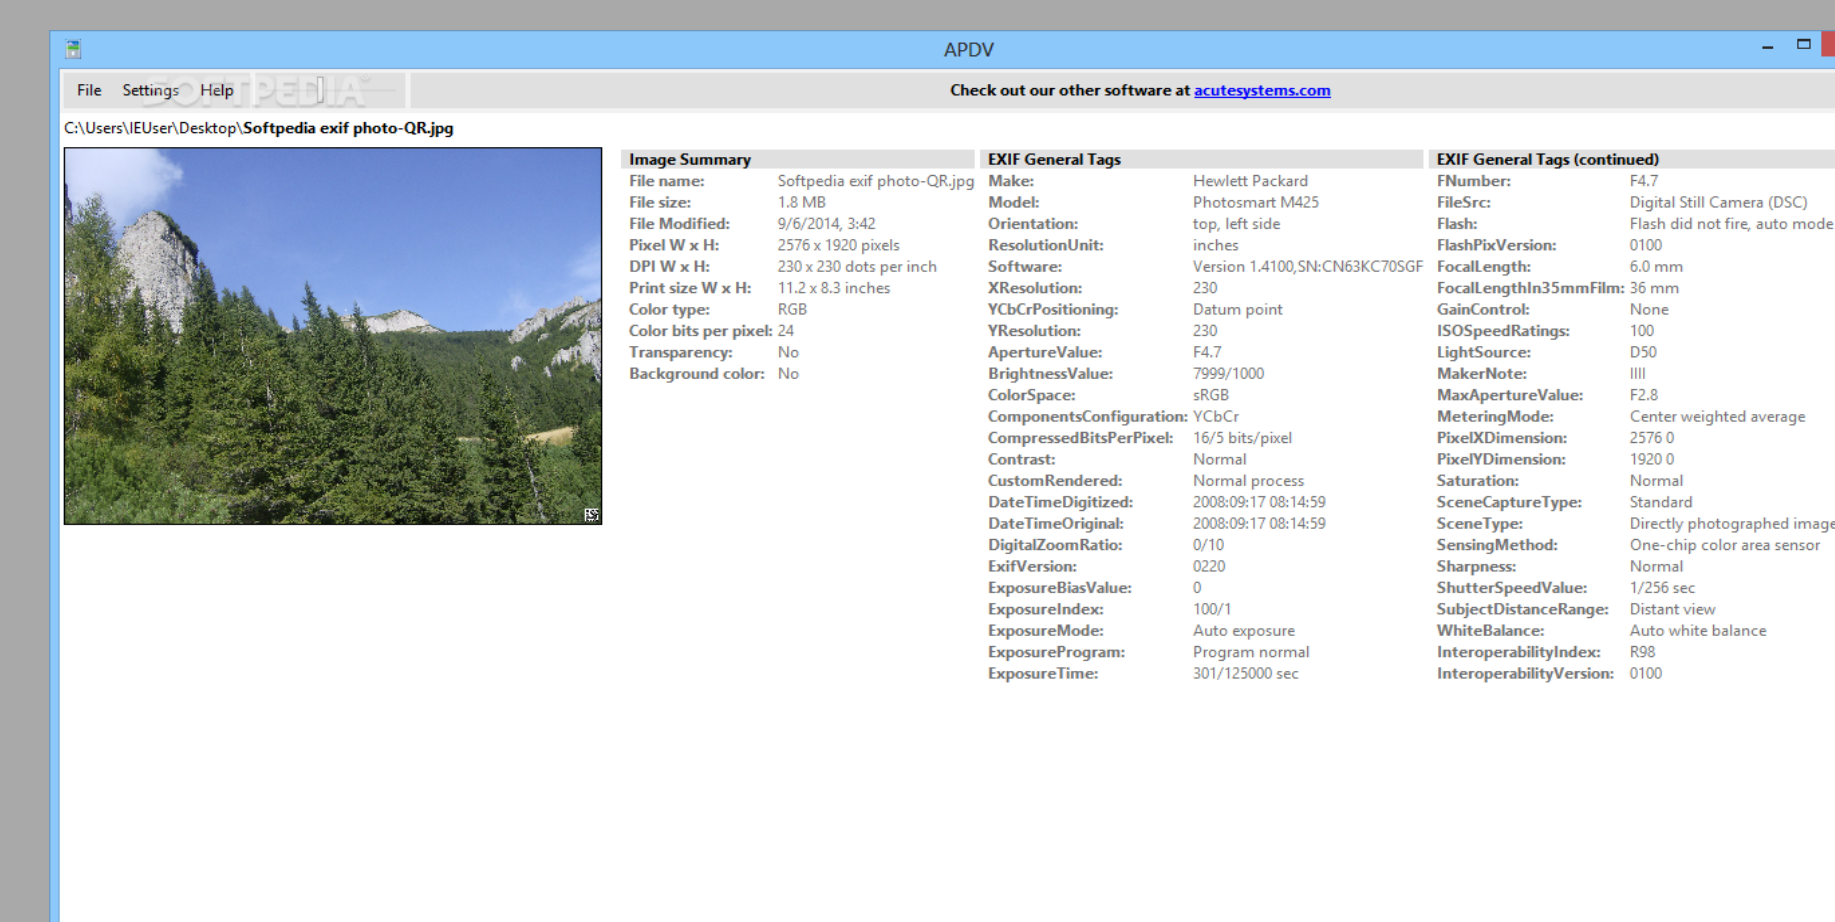 APDV
File Settings Help
SOFTPEDIA
Check out our other software at acutesystems.com
C:\Users\IEUser\Desktop\Softpedia exif photo-QR.jpg
Image Summary
File name: Softpedia exif photo-QR.jpg
File size: 1.8 MB
File Modified: 9/6/2014, 3:42
Pixel W x H: 2576 x 1920 pixels
DPI W x H: 230 x 230 dots per inch
Print size W x H: 11.2 x 8.3 inches
Color type: RGB
Color bits per pixel: 24
Transparency: No
Background color: No
EXIF General Tags
Make: Hewlett Packard
Model: Photosmart M425
Orientation: top, left side
ResolutionUnit: inches
Software: Version 1.4100,SN:CN63KC70SGF
XResolution: 230
YCbCrPositioning: Datum point
YResolution: 230
ApertureValue: F4.7
BrightnessValue: 7999/1000
ColorSpace: sRGB
ComponentsConfiguration: YCbCr
CompressedBitsPerPixel: 16/5 bits/pixel
Contrast: Normal
CustomRendered: Normal process
DateTimeDigitized: 2008:09:17 08:14:59
DateTimeOriginal: 2008:09:17 08:14:59
DigitalZoomRatio: 0/10
ExifVersion: 0220
ExposureBiasValue: 0
ExposureIndex: 100/1
ExposureMode: Auto exposure
ExposureProgram: Program normal
ExposureTime: 301/125000 sec
EXIF General Tags (continued)
FNumber: F4.7
FileSrc: Digital Still Camera (DSC)
Flash: Flash did not fire, auto mode
FlashPixVersion: 0100
FocalLength: 6.0 mm
FocalLengthIn35mmFilm: 36 mm
GainControl: None
ISOSpeedRatings: 100
LightSource: D50
MakerNote: IIII
MaxApertureValue: F2.8
MeteringMode: Center weighted average
PixelXDimension: 2576 0
PixelYDimension: 1920 0
Saturation: Normal
SceneCaptureType: Standard
SceneType: Directly photographed image
SensingMethod: One-chip color area sensor
Sharpness: Normal
ShutterSpeedValue: 1/256 sec
SubjectDistanceRange: Distant view
WhiteBalance: Auto white balance
InteroperabilityIndex: R98
InteroperabilityVersion: 0100